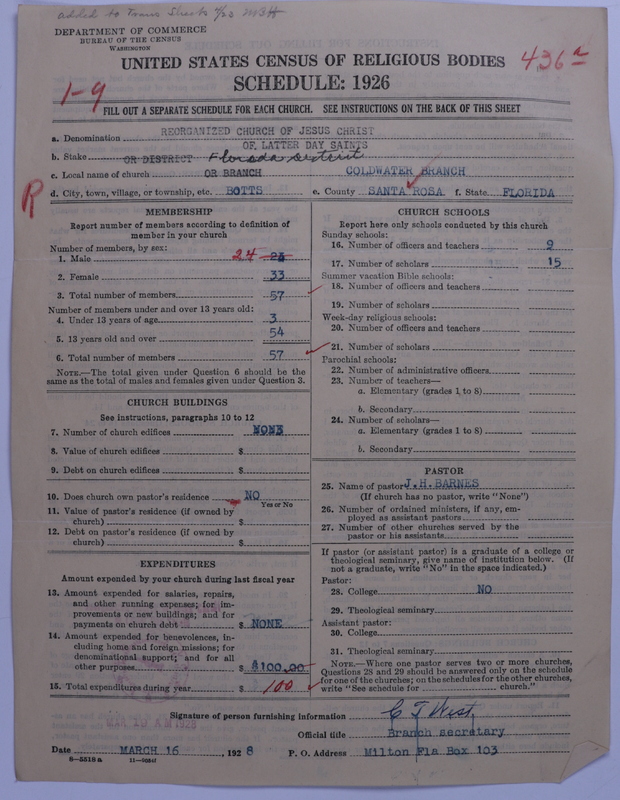 added to Trans Sheet 4/23 MBH
DEPARTMENT OF COMMERCE
BUREAU OF THE CENSUS
WASHINGTON
UNITED STATES CENSUS OF RELIGIOUS BODIES
436a
SCHEDULE: 1926
1-9
FILL OUT A SEPARATE SCHEDULE FOR EACH CHURCH. SEE INSTRUCTIONS ON THE BACK OF THIS SHEET
a. Denomination REORGANIZED CHURCH OF JESUS CHRIST
OF LATTER DAY SAINTS
b. Stake OR DISTRICT Florida District
c. Local name of church OR BRANCH COLDWATER BRANCH
R
d. City, town, village, or township, etc. BOTTS e. County SANTA ROSA f. State FLORIDA
MEMBERSHIP
Report number of members according to definition of
member in your church
Number of members, by sex:
1. Male 24
2. Female 33
3. Total number of members 57
Number of members under and over 13 years old:
4. Under 13 years of age 3
5. 13 years old and over 54
6. Total number of members 57
NOTE.—The total given under Question 6 should be
same as the total of males and females given under Question 3.
CHURCH BUILDINGS
See instructions, paragraphs 10 to 12
7. Number of church edifices NONE
8. Value of church edifices $
9. Debt on church edifices $
10. Does church own pastor's residence NO
Yes or No
11. Value of pastor's residence (if owned by
church) $
12. Debt on pastor's residence (if owned by
church) $
EXPENDITURES
Amount expended by your church during last fiscal year
13. Amount expended for salaries, repairs,
and other running expenses; for im-
provements or new buildings; and for
payments on church debt $ NONE
14. Amount expended for benevolences, in-
cluding home and foreign missions; for
denominational support; and for all
other purposes $ $100.00
15. Total expenditures during year $ 100
CHURCH SCHOOLS
Report here only schools conducted by this church
Sunday schools:
16. Number of officers and teachers 2
17. Number of scholars 15
Summer vacation Bible schools:
18. Number of officers and teachers
19. Number of scholars
Week-day religious schools:
20. Number of officers and teachers
21. Number of scholars
Parochial schools:
22. Number of administrative officers
23. Number of teachers—
a. Elementary (grades 1 to 8)
b. Secondary
24. Number of scholars—
a. Elementary (grades 1 to 8)
b. Secondary
PASTOR
25. Name of pastor J.H.BARNES
(If church has no pastor, write "None")
26. Number of ordained ministers, if any, em-
ployed as assistant pastors
27. Number of other churches served by the
pastor or his assistants
If pastor (or assistant pastor) is a graduate of a college or
theological seminary, give name of institution below. (If
not a graduate, write "No" in the space indicated.)
Pastor:
28. College NO
29. Theological seminary
Assistant pastor:
30. College
31. Theological seminary
NOTE.—Where one pastor serves two or more churches,
Questions 28 and 29 should be answered only on the schedule
for one of the churches; on the schedules for the other churches,
write "See schedule for church."
Signature of person furnishing information C T West
Official title Branch secretary
Date MARCH 16, 1928 P. O. Address Milton Fla Box 103
8—5518 a